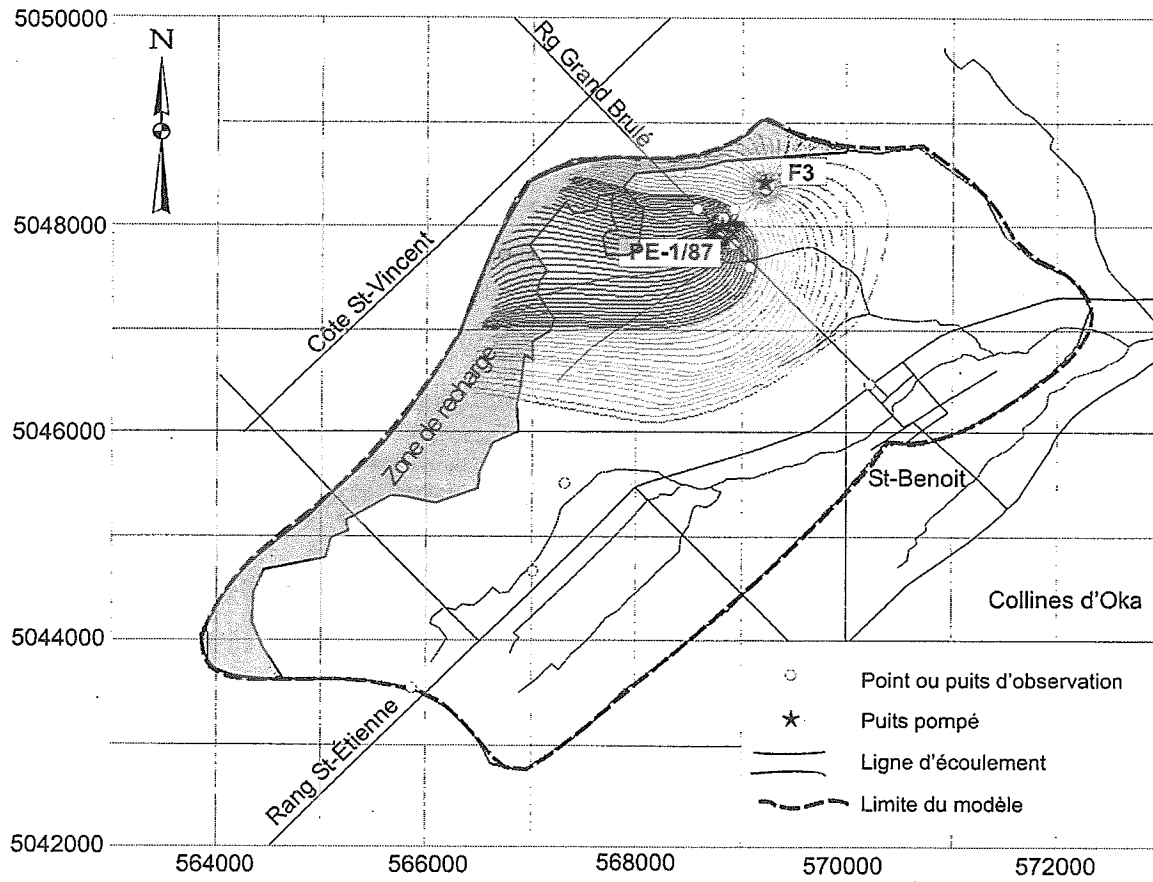 5050000
N
Rg Grand Brulé
F3
5048000
PE-1/87
Côte St-Vincent
Zone de recharge
5046000
St-Benoit
Collines d'Oka
5044000
Point ou puits d'observation
Puits pompé
Ligne d'écoulement
Limite du modèle
Rang St-Étienne
5042000
564000 566000 568000 570000 572000